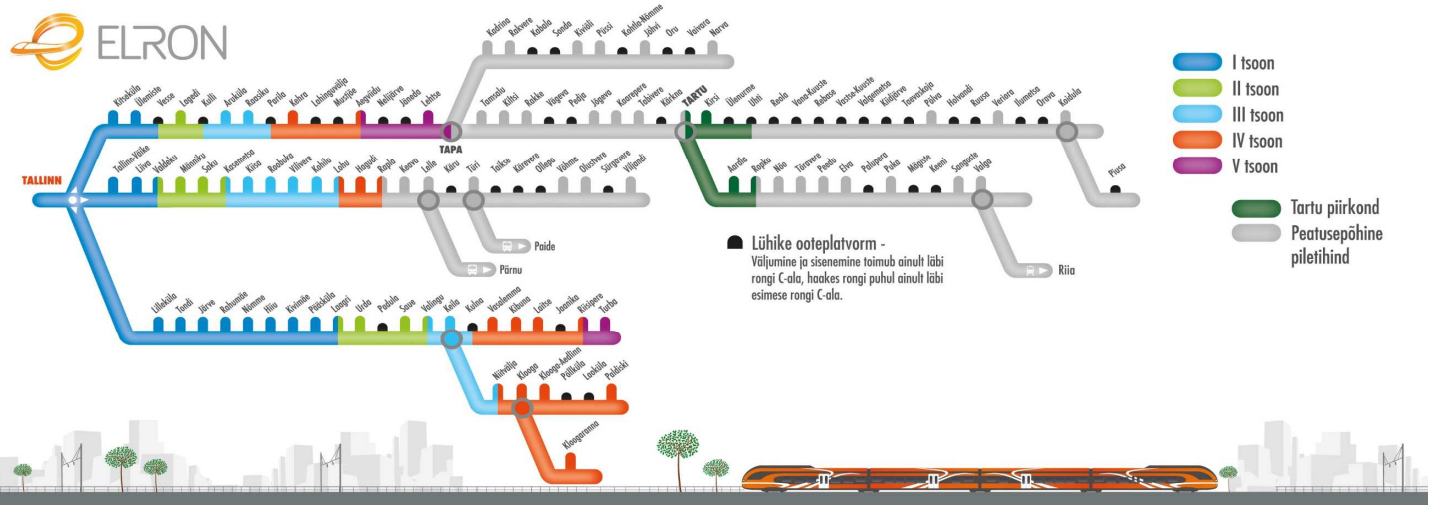 ELRON
Kadrina
Rakvere
Kabala
Sonda
Kiviõli
Püssi
Kohtla-Nõmme
Jõhvi
Oru
Vaivara
Narva
Kitseküla
Ülemiste
Vesse
Lagedi
Kulli
Aruküla
Raasiku
Parila
Kehra
Lahinguvälja
Mustjõe
Aegviidu
Nelijärve
Jäneda
Lehtse
TAPA
Tamsalu
Kiltsi
Rakke
Vägeva
Pedja
Jõgeva
Kaarepere
Tabivere
Kärkna
TARTU
Kirsi
Ülenurme
Uhti
Reola
Vana-Kuuste
Rebase
Vastse-Kuuste
Valgemetsa
Kiidjärve
Taevaskoja
Põlva
Holvandi
Ruusa
Veriora
Ilumetsa
Orava
Koidula
Piusa
TALLINN
Tallinn-Väike
Liiva
Valdeku
Männiku
Saku
Kasemetsa
Kiisa
Roobuka
Vilivere
Kohila
Lohu
Hagudi
Rapla
Keava
Lelle
Käru
Türi
Taikse
Kärevere
Ollepa
Võhma
Olustvere
Sürgavere
Viljandi
Aardla
Ropka
Nõo
Tõravere
Peedu
Elva
Palupera
Puka
Mägiste
Keeni
Sangaste
Valga
Paide
Pärnu
Riia
Lilleküla
Tondi
Järve
Rahumäe
Nõmme
Hiiu
Kivimäe
Pääsküla
Laagri
Urda
Padula
Saue
Valingu
Keila
Kulna
Vasalemma
Kibuna
Laitse
Jaanika
Riisipere
Turba
Niitvälja
Klooga
Klooga-Aedlinn
Põllküla
Laoküla
Paldiski
Kloogaranna
Lühike ooteplatvorm -
Väljumine ja sisenemine toimub ainult läbi
rongi C-ala, haakes rongi puhul ainult läbi
esimese rongi C-ala.
I tsoon
II tsoon
III tsoon
IV tsoon
V tsoon
Tartu piirkond
Peatusepõhine
piletihind